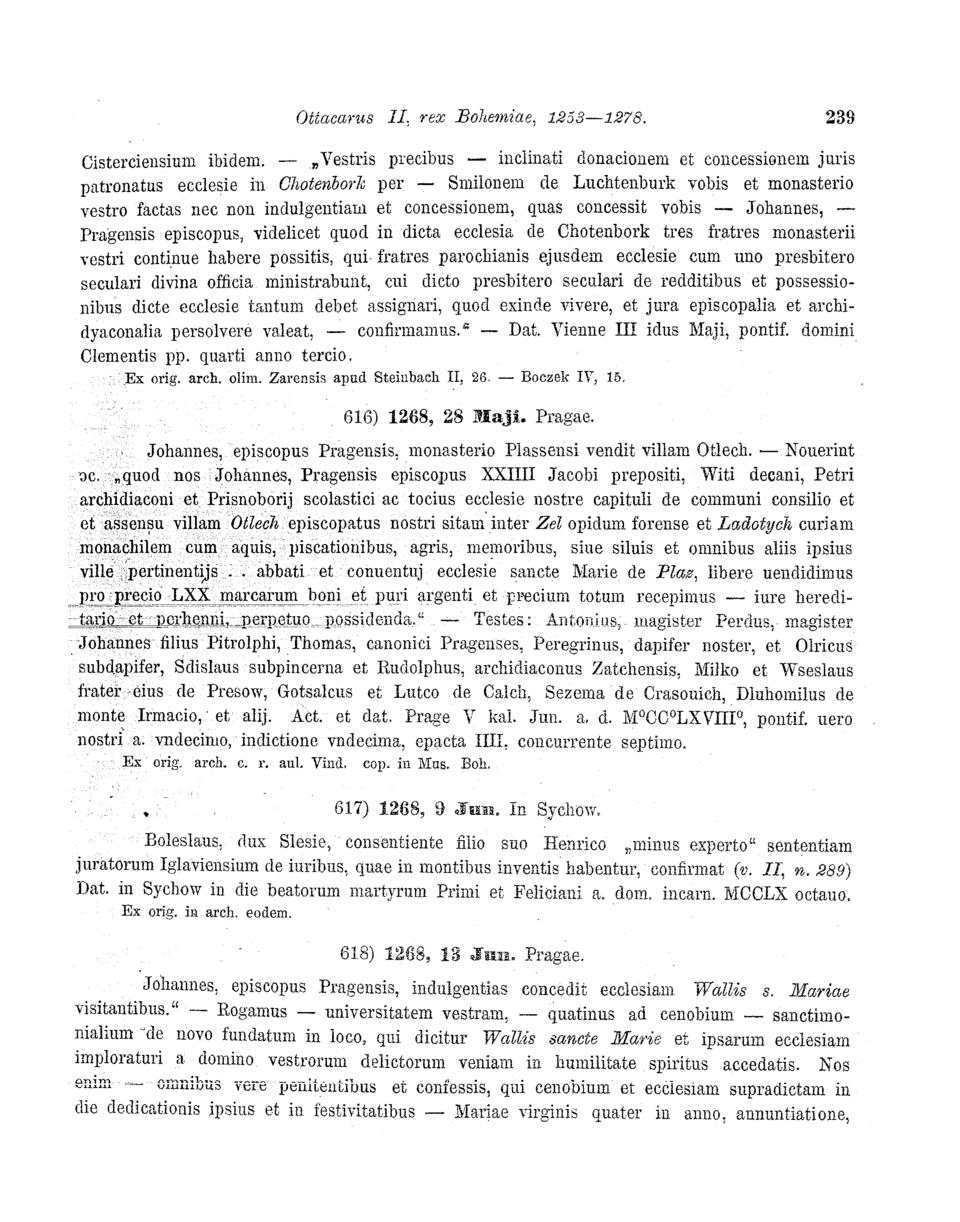 Ottacarus II, rex Bohemiae, 1253—1278. 239
Cisterciensium ibidem. — „Vestris precibus — inclinati donacionem et concessionem juris
patronatus ecclesie in Chotenbork per — Smilonem de Luchtenburk vobis et monasterio
vestro factas nec non indulgentiam et concessionem, quas concessit vobis — Johannes, —
Pragensis episcopus, videlicet quod in dicta ecclesia de Chotenbork tres fratres monasterii
vestri continue habere possitis, qui fratres parochianis ejusdem ecclesie cum uno presbitero
seculari divina officia ministrabunt, cui dicto presbitero seculari de redditibus et possessio-
nibus dicte ecclesie tantum debet assignari, quod exinde vivere, et jura episcopalia et archi-
dyaconalia persolvere valeat, — confirmamus.“ — Dat. Vienne III idus Maji, pontif. domini
Clementis pp. quarti anno tercio.
Ex orig. arch. olim. Zarensis apud Steinbach II, 26. — Boczek IV, 15.
616) 1268, 28 Maji. Pragae.
Johannes, episcopus Pragensis, monasterio Plassensi vendit villam Otlech. — Nouerint
oc. „quod nos Johannes, Pragensis episcopus XXIIII Jacobi prepositi, Witi decani, Petri
archidiaconi et Prisnoborij scolastici ac tocius ecclesie nostre capituli de communi consilio et
et assensu villam Otlech episcopatus nostri sitam inter Zel opidum forense et Ladotych curiam
monachilem cum aquis, piscationibus, agris, memoribus, siue siluis et omnibus aliis ipsius
ville pertinentijs . . abbati et conuentuj ecclesie sancte Marie de Plaz, libere uendidimus
pro precio LXX marcarum boni et puri argenti et precium totum recepimus — iure heredi-
tario et perhenni, perpetuo possidenda.“ — Testes: Antonius, magister Perdus, magister
Johannes filius Pitrolphi, Thomas, canonici Pragenses, Peregrinus, dapifer noster, et Olricus
subdapifer, Sdislaus subpincerna et Rudolphus, archidiaconus Zatchensis, Milko et Wseslaus
frater eius de Presow, Gotsalcus et Lutco de Calch, Sezema de Crasouich, Dluhomilus de
monte Irmacio, et alij. Act. et dat. Prage V kal. Jun. a. d. M⁰CC⁰LXVIII⁰, pontif. uero
nostri a. vndecimo, indictione vndecima, epacta IIII, concurrente septimo.
Ex orig. arch. c. r. aul. Vind. cop. in Mus. Boh.
617) 1268, 9 Jun. In Sychow.
Boleslaus, dux Slesie, consentiente filio suo Henrico „minus experto“ sententiam
juratorum Iglaviensium de iuribus, quae in montibus inventis habentur, confirmat (v. II, n. 289)
Dat. in Sychow in die beatorum martyrum Primi et Feliciani a. dom. incarn. MCCLX octauo.
Ex orig. in arch. eodem.
618) 1268, 13 Jun. Pragae.
Johannes, episcopus Pragensis, indulgentias concedit ecclesiam Wallis s. Mariae
visitantibus.“ — Rogamus — universitatem vestram, — quatinus ad cenobium — sanctimo-
nialium de novo fundatum in loco, qui dicitur Wallis sancte Marie et ipsarum ecclesiam
imploraturi a domino vestrorum delictorum veniam in humilitate spiritus accedatis. Nos
enim — omnibus vere penitentibus et confessis, qui cenobium et ecclesiam supradictam in
die dedicationis ipsius et in festivitatibus — Mariae virginis quater in anno, annuntiatione,